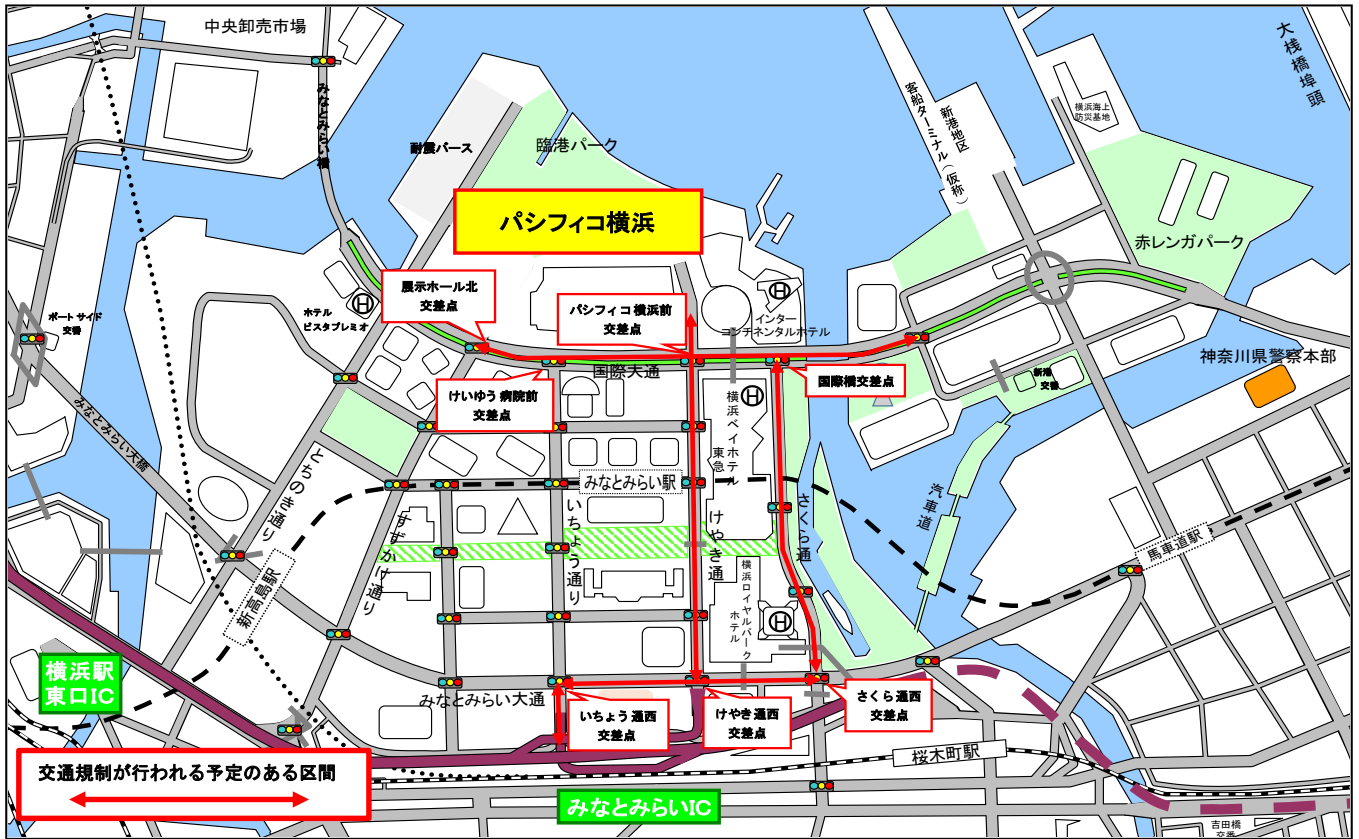 中央卸売市場
みなとみらい橋
耐震バース
臨港パーク
客船ターミナル(仮称)
新港地区
横浜海上
防災基地
大桟橋埠頭
パシフィコ横浜
赤レンガパーク
展示ホール北
交差点
パシフィコ横浜前
交差点
ホテル
ビスタプレミオ
H
H
インター
コンチネンタルホテル
ポートサイド
交番
国際大通
けいゆう病院前
交差点
国際橋交差点
新港
交番
神奈川県警察本部
みなとみらい大橋
とちのき通り
すずかけ通り
いちょう通り
みなとみらい駅
けやき通
横浜ベイホテル
東急
H
さくら通
汽車道
馬車道駅
新高島駅
横浜ロイヤルパーク
ホテル
H
横浜駅
東口IC
みなとみらい大通
いちょう通西
交差点
けやき通西
交差点
さくら通西
交差点
桜木町駅
交通規制が行われる予定のある区間
みなとみらいIC
吉田橋
交番